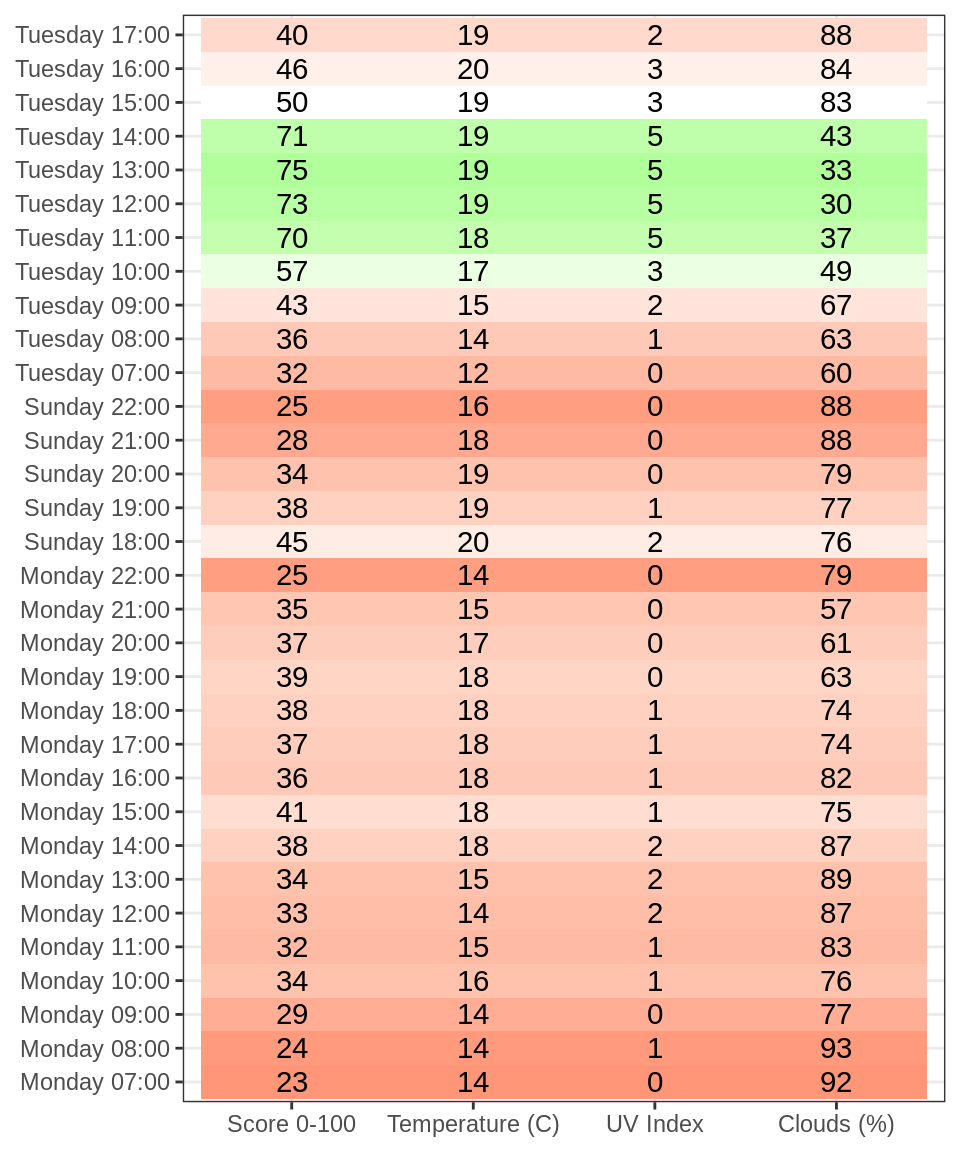 Tuesday 17:00 40 19 2 88
Tuesday 16:00 46 20 3 84
Tuesday 15:00 50 19 3 83
Tuesday 14:00 71 19 5 43
Tuesday 13:00 75 19 5 33
Tuesday 12:00 73 19 5 30
Tuesday 11:00 70 18 5 37
Tuesday 10:00 57 17 3 49
Tuesday 09:00 43 15 2 67
Tuesday 08:00 36 14 1 63
Tuesday 07:00 32 12 0 60
Sunday 22:00 25 16 0 88
Sunday 21:00 28 18 0 88
Sunday 20:00 34 19 0 79
Sunday 19:00 38 19 1 77
Sunday 18:00 45 20 2 76
Monday 22:00 25 14 0 79
Monday 21:00 35 15 0 57
Monday 20:00 37 17 0 61
Monday 19:00 39 18 0 63
Monday 18:00 38 18 1 74
Monday 17:00 37 18 1 74
Monday 16:00 36 18 1 82
Monday 15:00 41 18 1 75
Monday 14:00 38 18 2 87
Monday 13:00 34 15 2 89
Monday 12:00 33 14 2 87
Monday 11:00 32 15 1 83
Monday 10:00 34 16 1 76
Monday 09:00 29 14 0 77
Monday 08:00 24 14 1 93
Monday 07:00 23 14 0 92
Score 0-100 Temperature (C) UV Index Clouds (%)